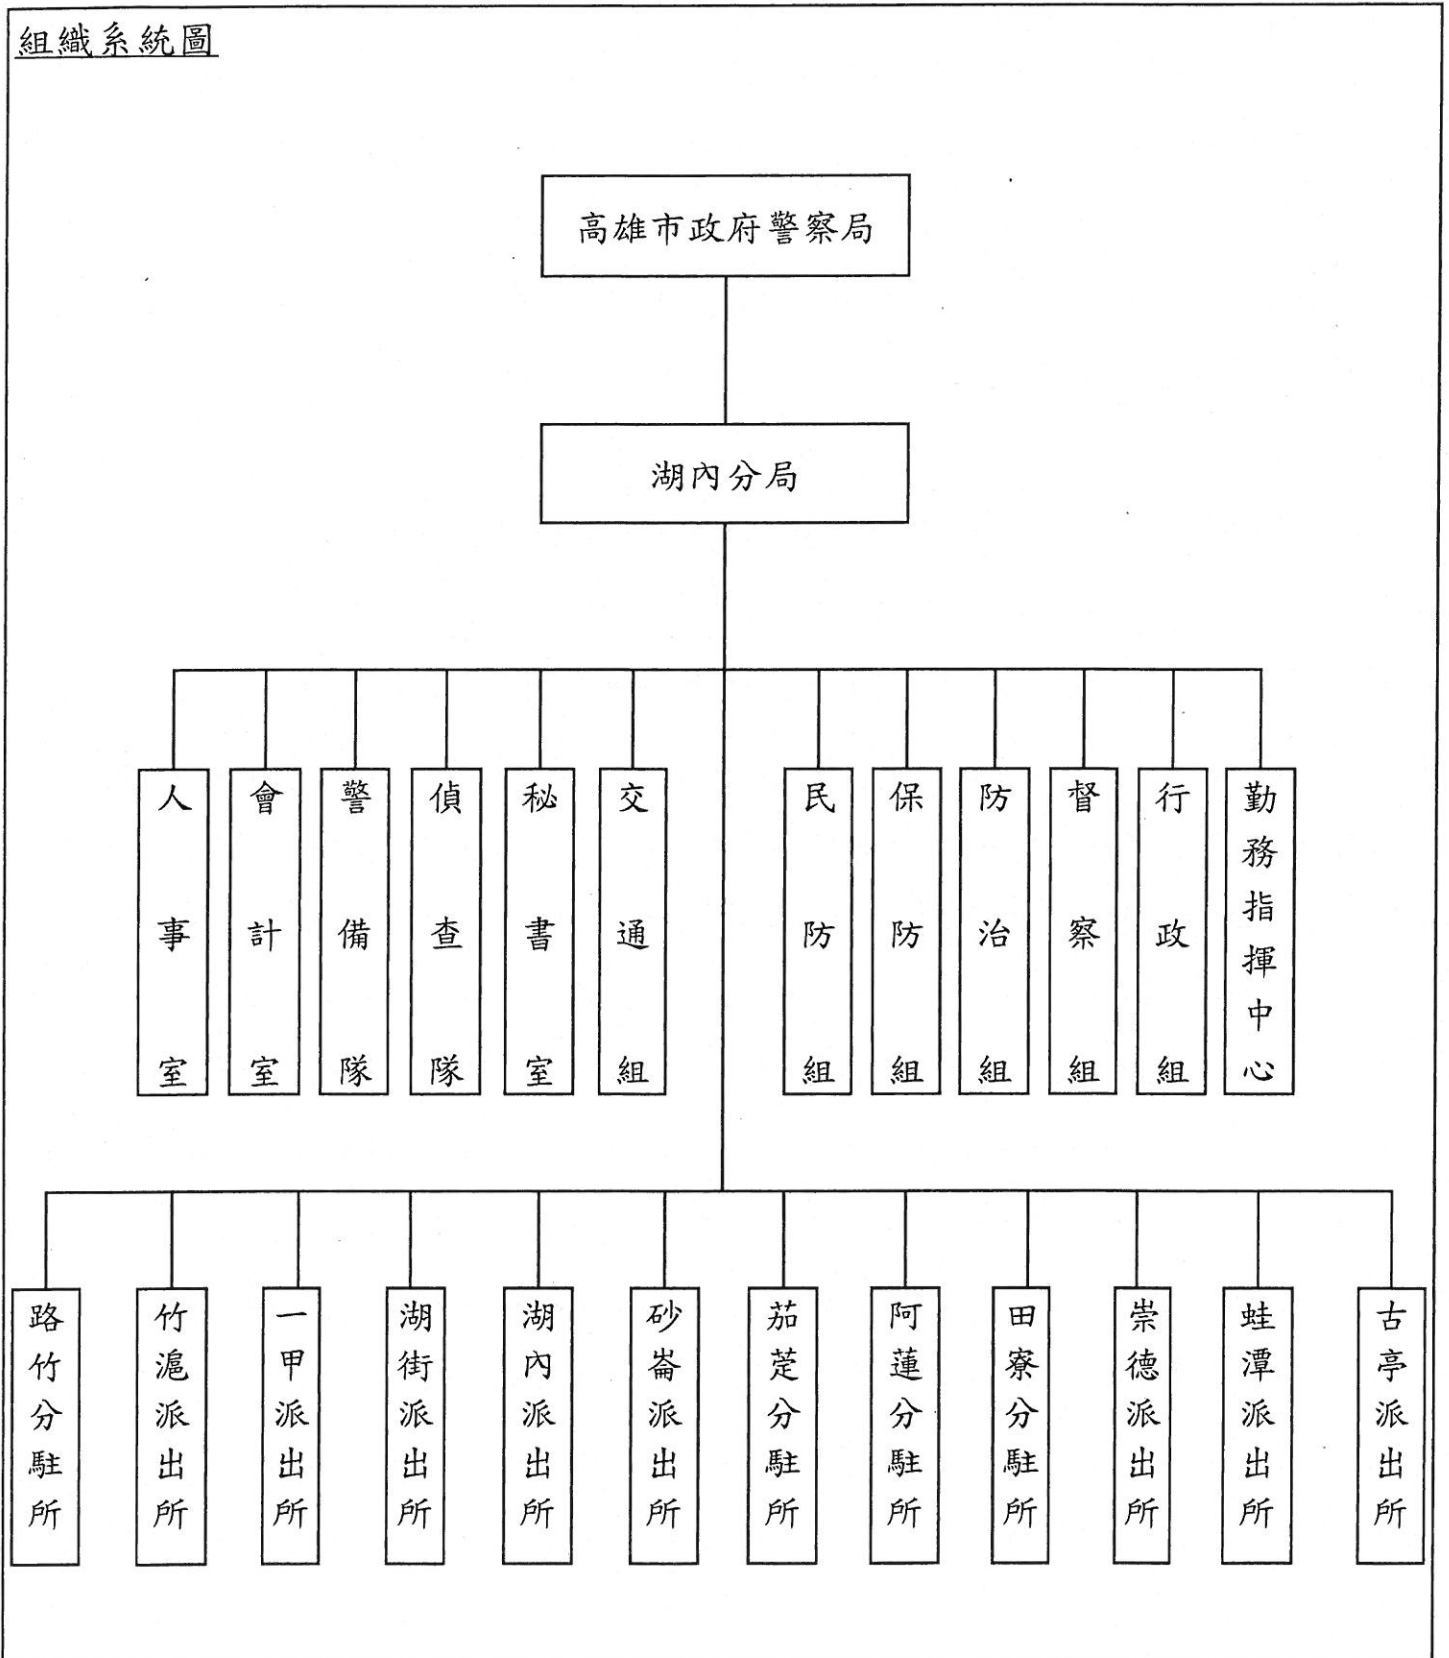 組織系統圖
高雄市政府警察局
湖內分局
人事室
會計室
警備隊
偵查隊
秘書室
交通組
民防組
保防組
防治組
督察組
行政組
勤務指揮中心
路竹分駐所
竹滬派出所
一甲派出所
湖街派出所
湖內派出所
砂崙派出所
茄萣分駐所
阿蓮分駐所
田寮分駐所
崇德派出所
蛙潭派出所
古亭派出所